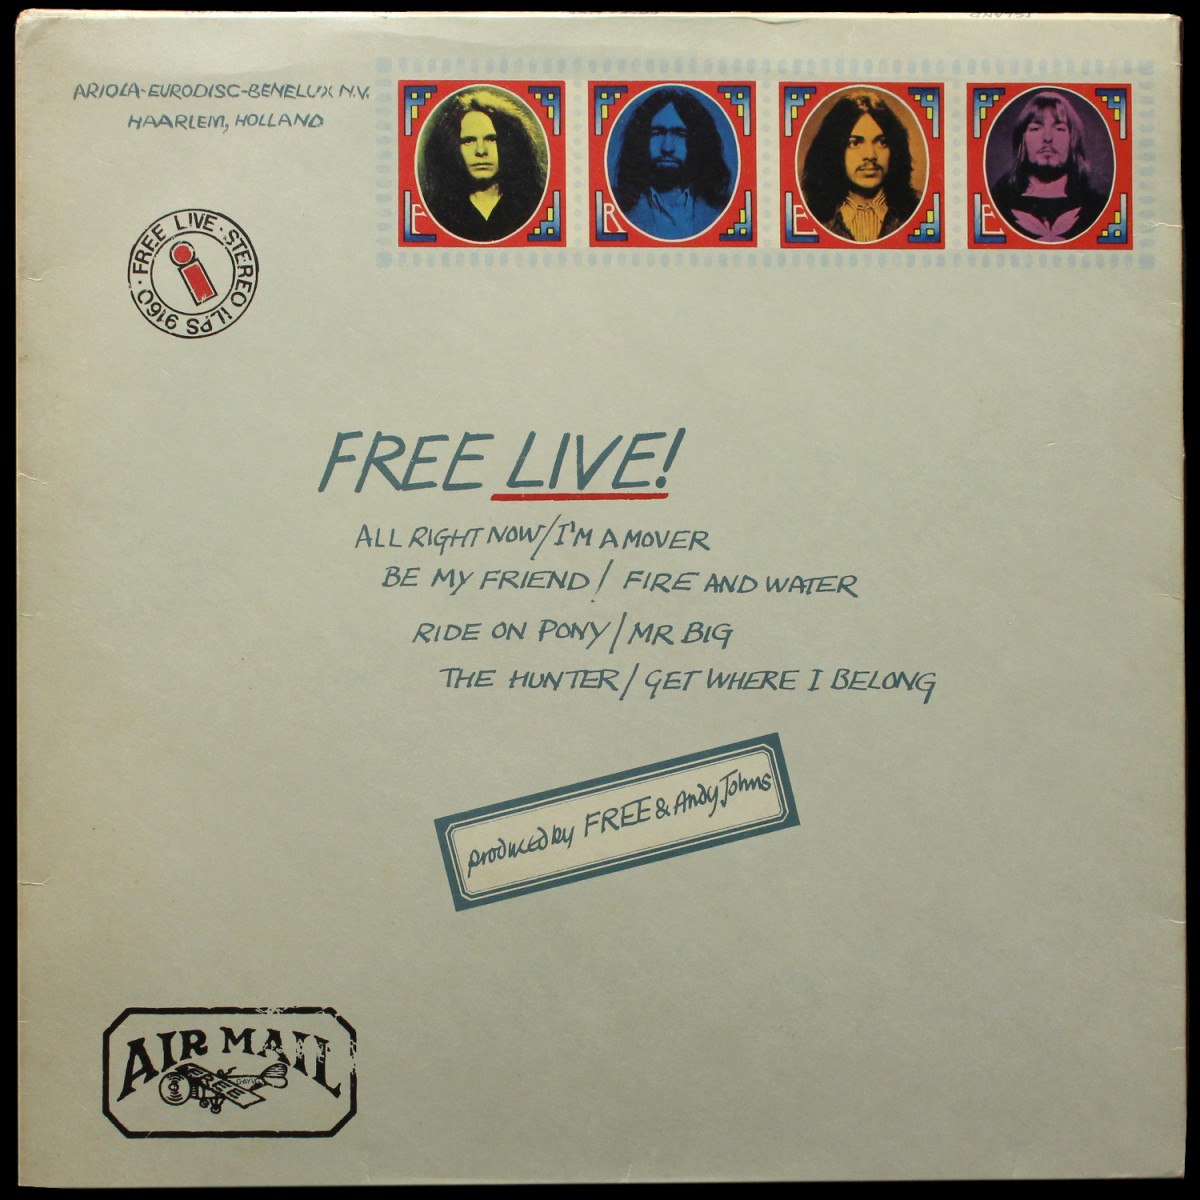 ARIOLA-EURODISC-BENELUX N.V.
HAARLEM, HOLLAND
F R E E
FREE LIVE · STEREO ILPS 9160 ·
i
FREE LIVE!
ALL RIGHT NOW/I'M A MOVER
BE MY FRIEND/ FIRE AND WATER
RIDE ON PONY/MR BIG
THE HUNTER/ GET WHERE I BELONG
produced by FREE & Andy Johns
AIR MAIL
FREE